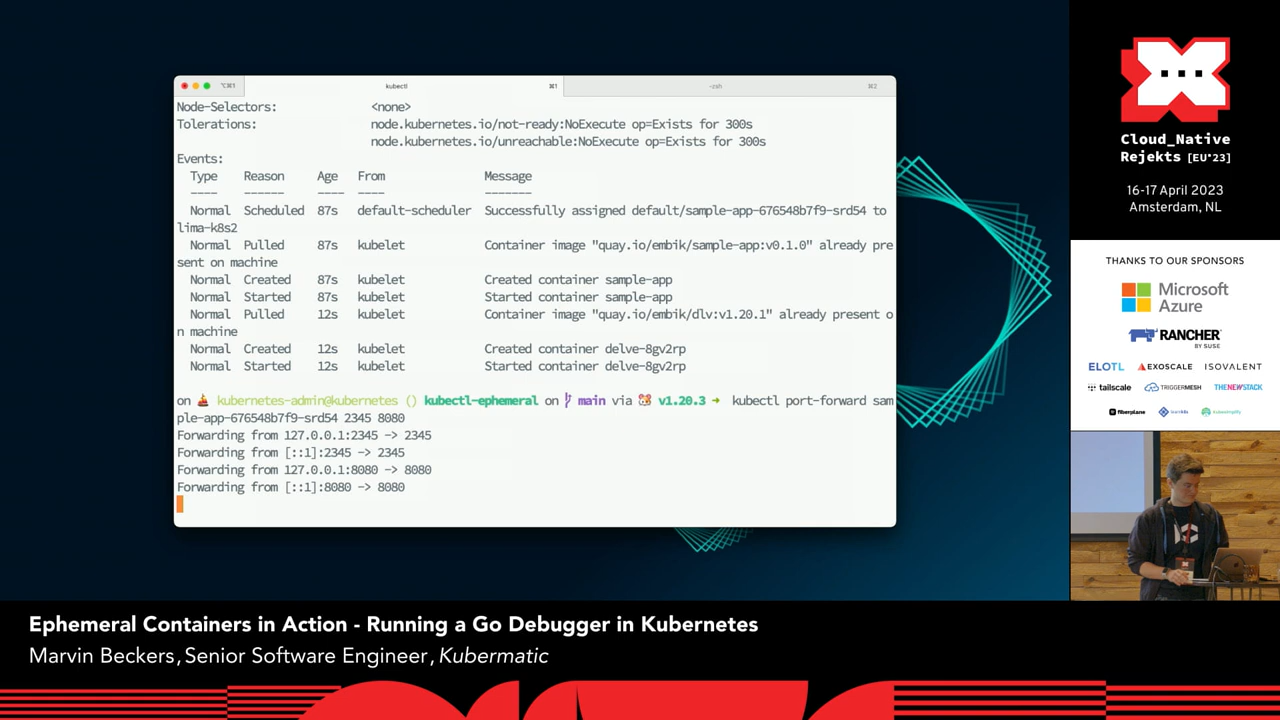 kubectl
-zsh
Node-Selectors: <none>
Tolerations: node.kubernetes.io/not-ready:NoExecute op=Exists for 300s
node.kubernetes.io/unreachable:NoExecute op=Exists for 300s
Events:
Type Reason Age From Message
---- ------ ---- ---- -------
Normal Scheduled 87s default-scheduler Successfully assigned default/sample-app-676548b7f9-srd54 to
lima-k8s2
Normal Pulled 87s kubelet Container image "quay.io/embik/sample-app:v0.1.0" already pre
sent on machine
Normal Created 87s kubelet Created container sample-app
Normal Started 87s kubelet Started container sample-app
Normal Pulled 12s kubelet Container image "quay.io/embik/dlv:v1.20.1" already present o
n machine
Normal Created 12s kubelet Created container delve-8gv2rp
Normal Started 12s kubelet Started container delve-8gv2rp
on kubernetes-admin@kubernetes () kubectl-ephemeral on main via v1.20.3 → kubectl port-forward sam
ple-app-676548b7f9-srd54 2345 8080
Forwarding from 127.0.0.1:2345 -> 2345
Forwarding from [::1]:2345 -> 2345
Forwarding from 127.0.0.1:8080 -> 8080
Forwarding from [::1]:8080 -> 8080
Cloud_Native
Rejekts [EU'23]
16-17 April 2023
Amsterdam, NL
THANKS TO OUR SPONSORS
Microsoft
Azure
RANCHER
BY SUSE
ELOTL EXOSCALE ISOVALENT
tailscale TRIGGERMESH THENEWSTACK
fiberplane kubesimplify
Ephemeral Containers in Action - Running a Go Debugger in Kubernetes
Marvin Beckers, Senior Software Engineer, Kubermatic